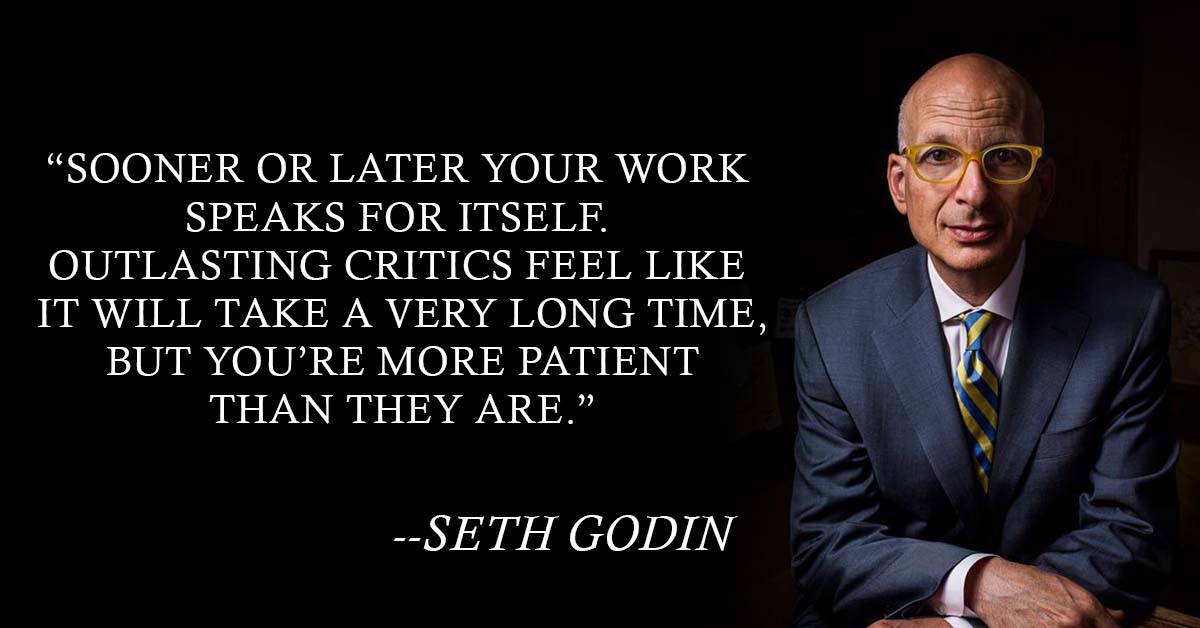 “SOONER OR LATER YOUR WORK
SPEAKS FOR ITSELF.
OUTLASTING CRITICS FEEL LIKE
IT WILL TAKE A VERY LONG TIME,
BUT YOU’RE MORE PATIENT
THAN THEY ARE.”
--SETH GODIN